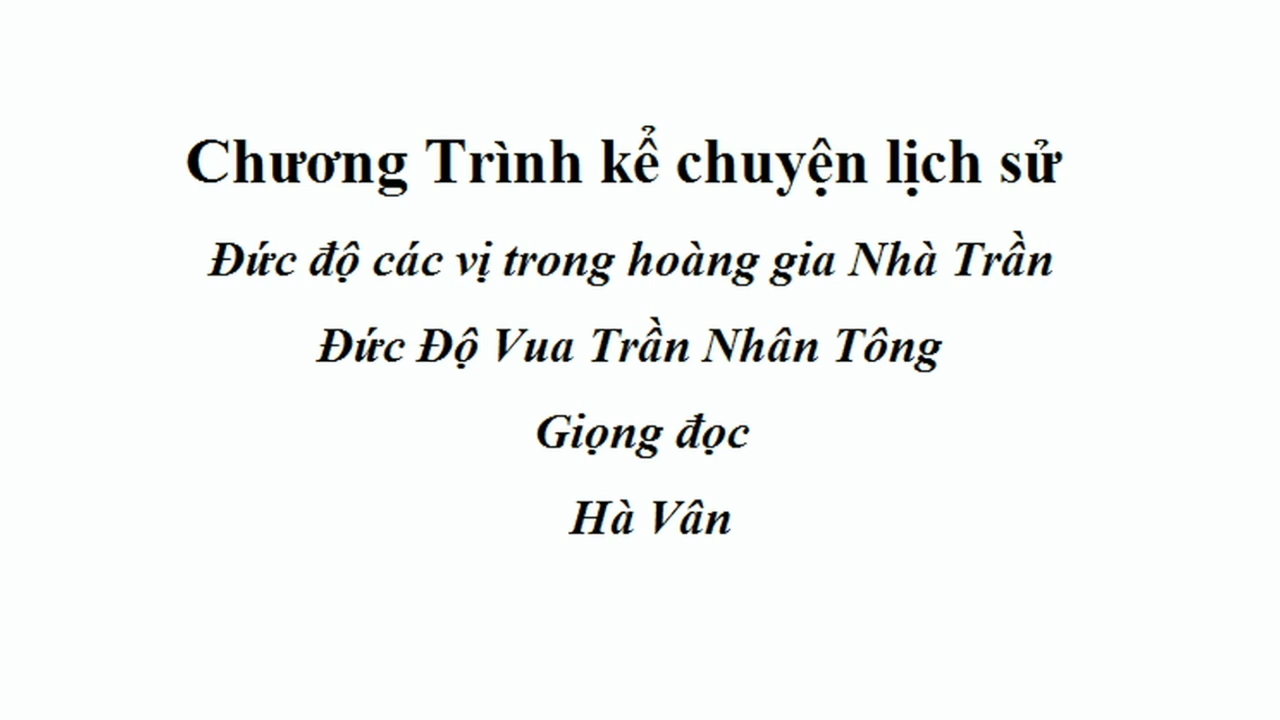 Chương Trình kể chuyện lịch sử
Đức độ các vị trong hoàng gia Nhà Trần
Đức Độ Vua Trần Nhân Tông
Giọng đọc
Hà Vân